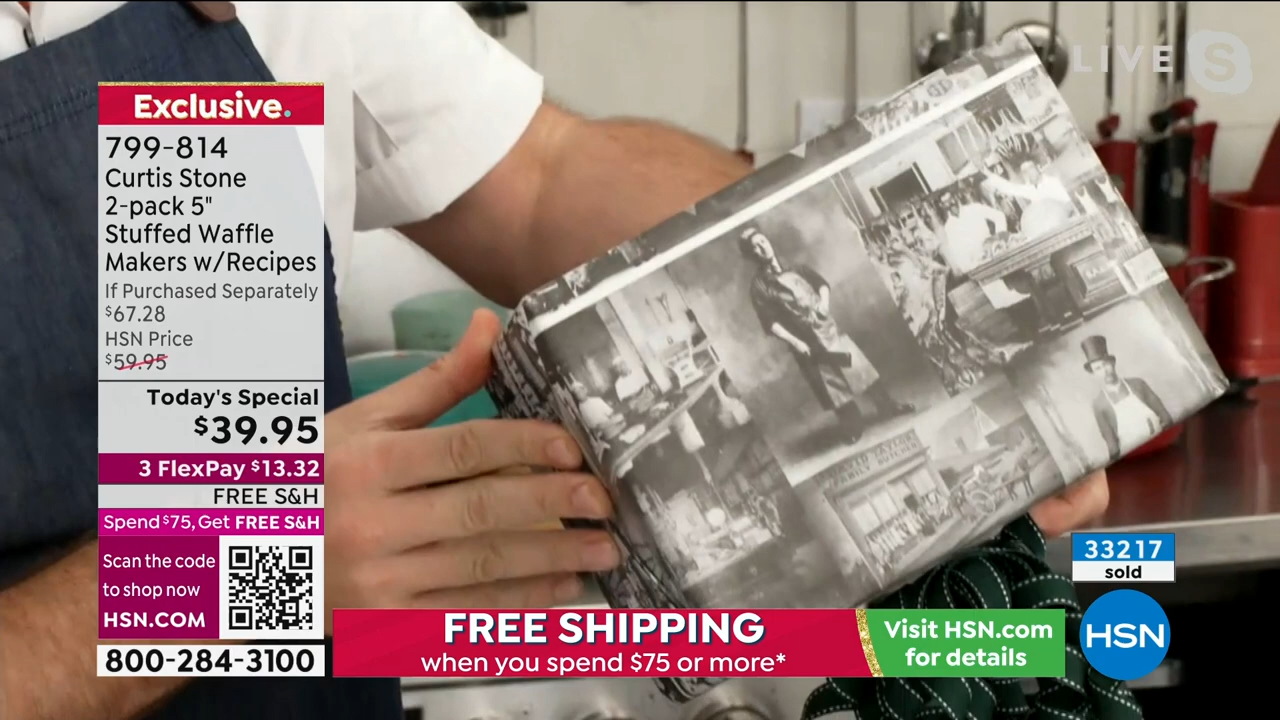 LIVE S
Exclusive.
799-814
Curtis Stone
2-pack 5"
Stuffed Waffle
Makers w/Recipes
If Purchased Separately
$67.28
HSN Price
$59.95
Today's Special
$39.95
3 FlexPay $13.32
FREE S&H
Spend $75, Get FREE S&H
Scan the code
to shop now
HSN.COM
800-284-3100
FREE SHIPPING
when you spend $75 or more*
Visit HSN.com
for details
33217
sold
HSN